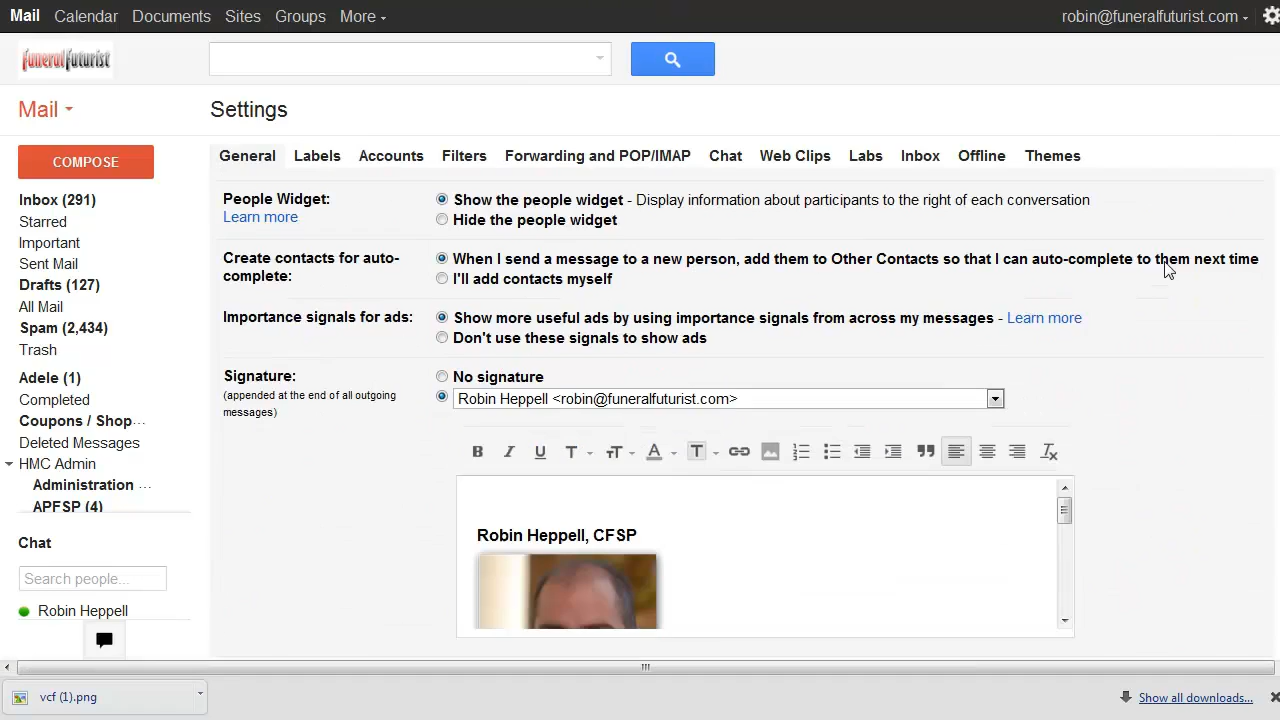 Mail Calendar Documents Sites Groups More
robin@funeralfuturist.com
funeralfuturist
Mail
Settings
COMPOSE
General Labels Accounts Filters Forwarding and POP/IMAP Chat Web Clips Labs Inbox Offline Themes
Inbox (291)
Starred
Important
Sent Mail
Drafts (127)
All Mail
Spam (2,434)
Trash
Adele (1)
Completed
Coupons / Shop...
Deleted Messages
HMC Admin
Administration ...
APFSP (4)
Chat
Search people...
Robin Heppell
People Widget:
Learn more
Show the people widget - Display information about participants to the right of each conversation
Hide the people widget
Create contacts for auto-
complete:
When I send a message to a new person, add them to Other Contacts so that I can auto-complete to them next time
I'll add contacts myself
Importance signals for ads:
Show more useful ads by using importance signals from across my messages - Learn more
Don't use these signals to show ads
Signature:
(appended at the end of all outgoing
messages)
No signature
Robin Heppell <robin@funeralfuturist.com>
B I U T TT A T
Robin Heppell, CFSP
vcf (1).png
Show all downloads...